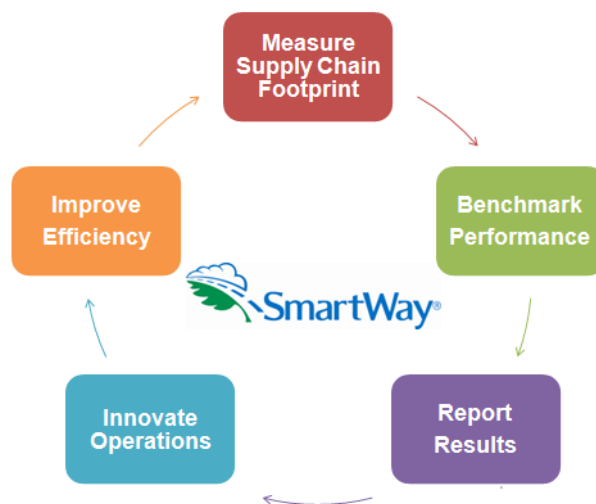 Measure
Supply Chain
Footprint
Improve
Efficiency
Benchmark
Performance
SmartWay®
Innovate
Operations
Report
Results